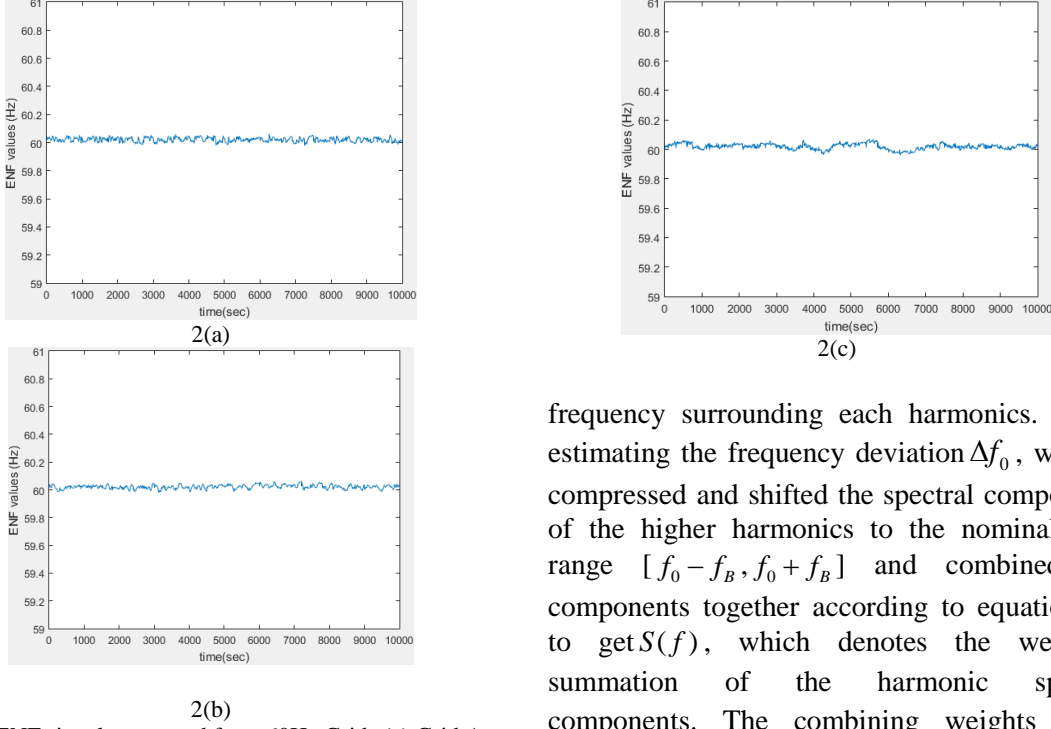 61
60.8
60.6
60.4
60.2
60
59.8
59.6
59.4
59.2
59
ENF values (Hz)
0 1000 2000 3000 4000 5000 6000 7000 8000 9000 10000
time(sec)
2(a)
61
60.8
60.6
60.4
60.2
60
59.8
59.6
59.4
59.2
59
ENF values (Hz)
0 1000 2000 3000 4000 5000 6000 7000 8000 9000 10000
time(sec)
2(b)
61
60.8
60.6
60.4
60.2
60
59.8
59.6
59.4
59.2
59
ENF values (Hz)
0 1000 2000 3000 4000 5000 6000 7000 8000 9000 10000
time(sec)
2(c)
frequency surrounding each harmonics.
estimating the frequency deviation Δf₀, w
compressed and shifted the spectral compo
of the higher harmonics to the nominal
range [f₀ − f_B, f₀ + f_B] and combined
components together according to equatio
to get S(f), which denotes the we
summation of the harmonic sp
components. The combining weights